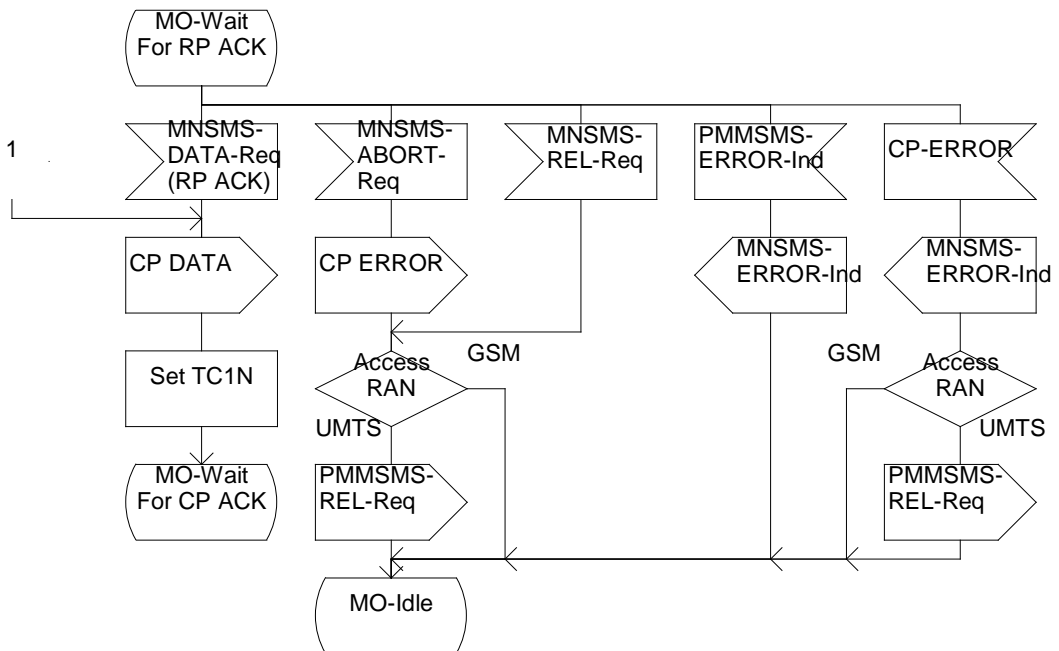 MO-Wait
For RP ACK
1
MNSMS-
DATA-Req
(RP ACK)
MNSMS-
ABORT-
Req
MNSMS-
REL-Req
PMMSMS-
ERROR-Ind
CP-ERROR
CP DATA
CP ERROR
MNSMS-
ERROR-Ind
MNSMS-
ERROR-Ind
Set TC1N
Access
RAN
GSM
UMTS
GSM
Access
RAN
UMTS
MO-Wait
For CP ACK
PMMSMS-
REL-Req
PMMSMS-
REL-Req
MO-Idle